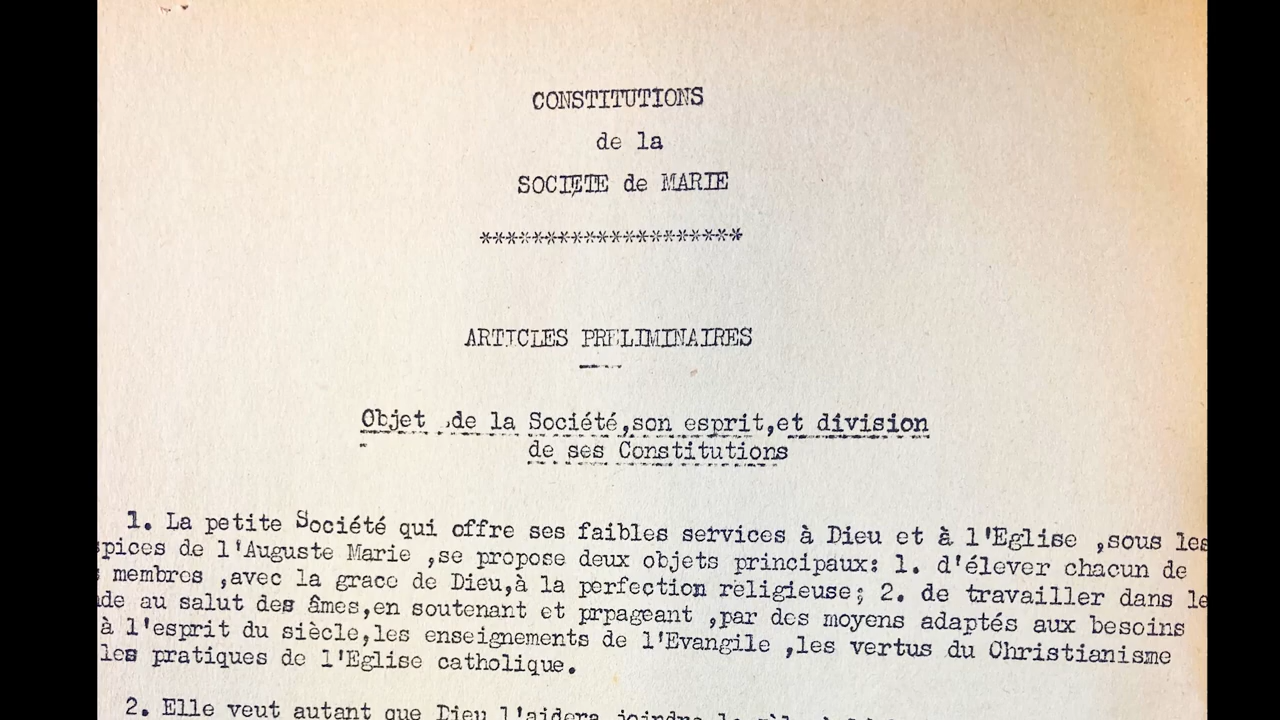 CONSTITUTIONS
de la
SOCIETE de MARIE
********************
ARTICLES PRELIMINAIRES
Objet ,de la Société,son esprit,et division
de ses Constitutions
1. La petite Société qui offre ses faibles services à Dieu et à l'Eglise ,sous les
spices de l'Auguste Marie ,se propose deux objets principaux: 1. d'élever chacun de
s membres ,avec la grace de Dieu,à la perfection religieuse; 2. de travailler dans le
de au salut des âmes,en soutenant et prpageant ,par des moyens adaptés aux besoins
à l'esprit du siècle,les enseignements de l'Evangile ,les vertus du Christianisme
les pratiques de l'Eglise catholique.
2. Elle veut autant que Dieu l'aidera joindre le